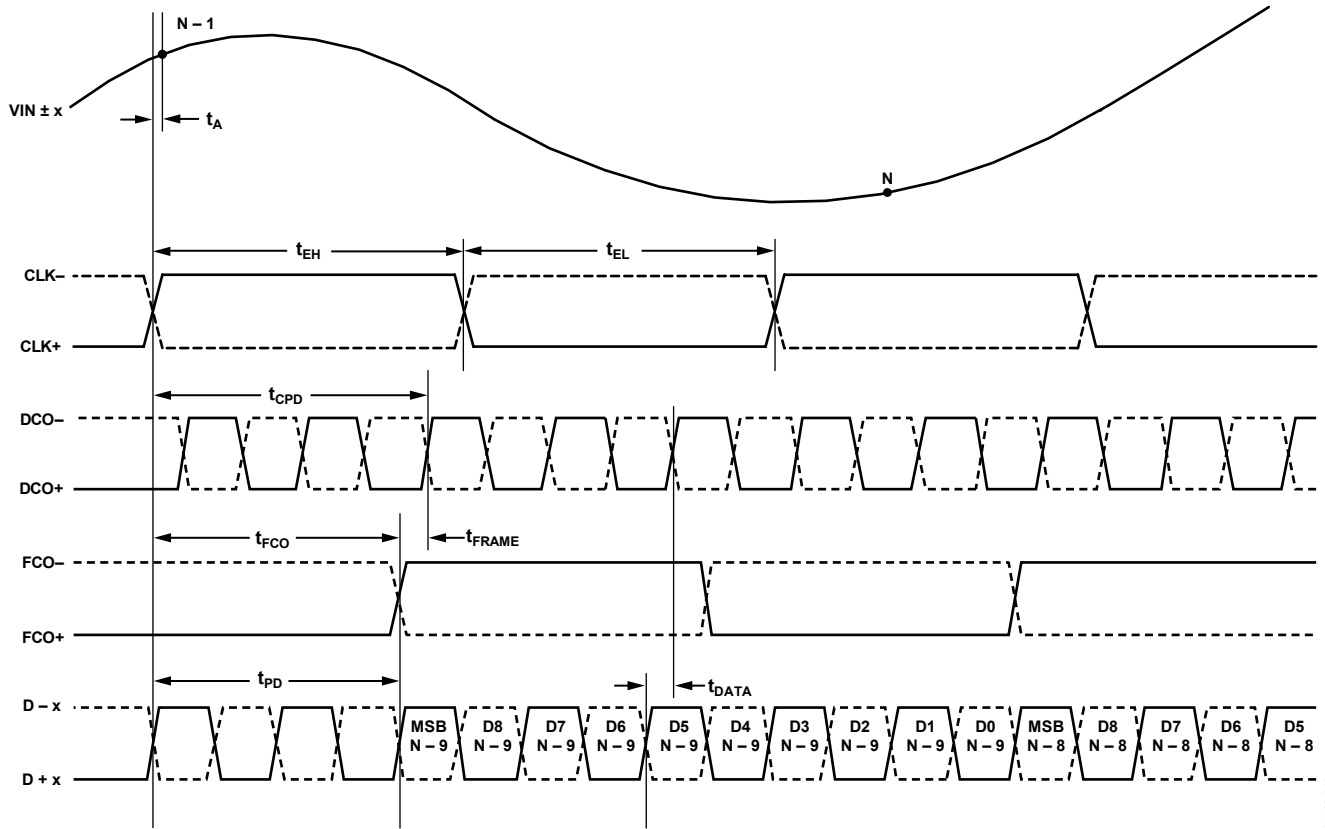 N – 1
VIN ± x
tA
N
tEH
tEL
CLK–
CLK+
tCPD
DCO–
DCO+
tFCO
tFRAME
FCO–
FCO+
tPD
tDATA
D – x
MSB D8 D7 D6 D5 D4 D3 D2 D1 D0 MSB D8 D7 D6 D5
N – 9 N – 9 N – 9 N – 9 N – 9 N – 9 N – 9 N – 9 N – 9 N – 9 N – 8 N – 8 N – 8 N – 8 N – 8
D + x